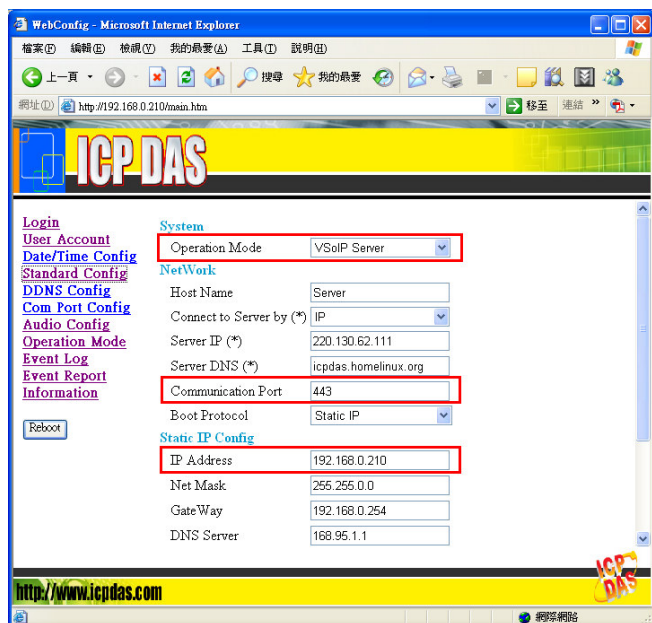 WebConfig - Microsoft Internet Explorer
檔案(F) 編輯(E) 檢視(V) 我的最愛(A) 工具(T) 說明(H)
上一頁 搜尋 我的最愛
網址(D) http://192.168.0.210/main.htm 移至 連結 »
ICP DAS
Login
User Account
Date/Time Config
Standard Config
DDNS Config
Com Port Config
Audio Config
Operation Mode
Event Log
Event Report
Information
Reboot
System
Operation Mode VSoIP Server
NetWork
Host Name Server
Connect to Server by (*) IP
Server IP (*) 220.130.62.111
Server DNS (*) icpdas.homelinux.org
Communication Port 443
Boot Protocol Static IP
Static IP Config
IP Address 192.168.0.210
Net Mask 255.255.0.0
GateWay 192.168.0.254
DNS Server 168.95.1.1
http://www.icpdas.com
ICP DAS
網際網路